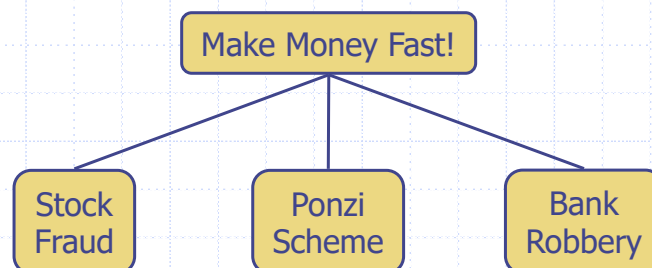 Make Money Fast!
Stock
Fraud
Ponzi
Scheme
Bank
Robbery